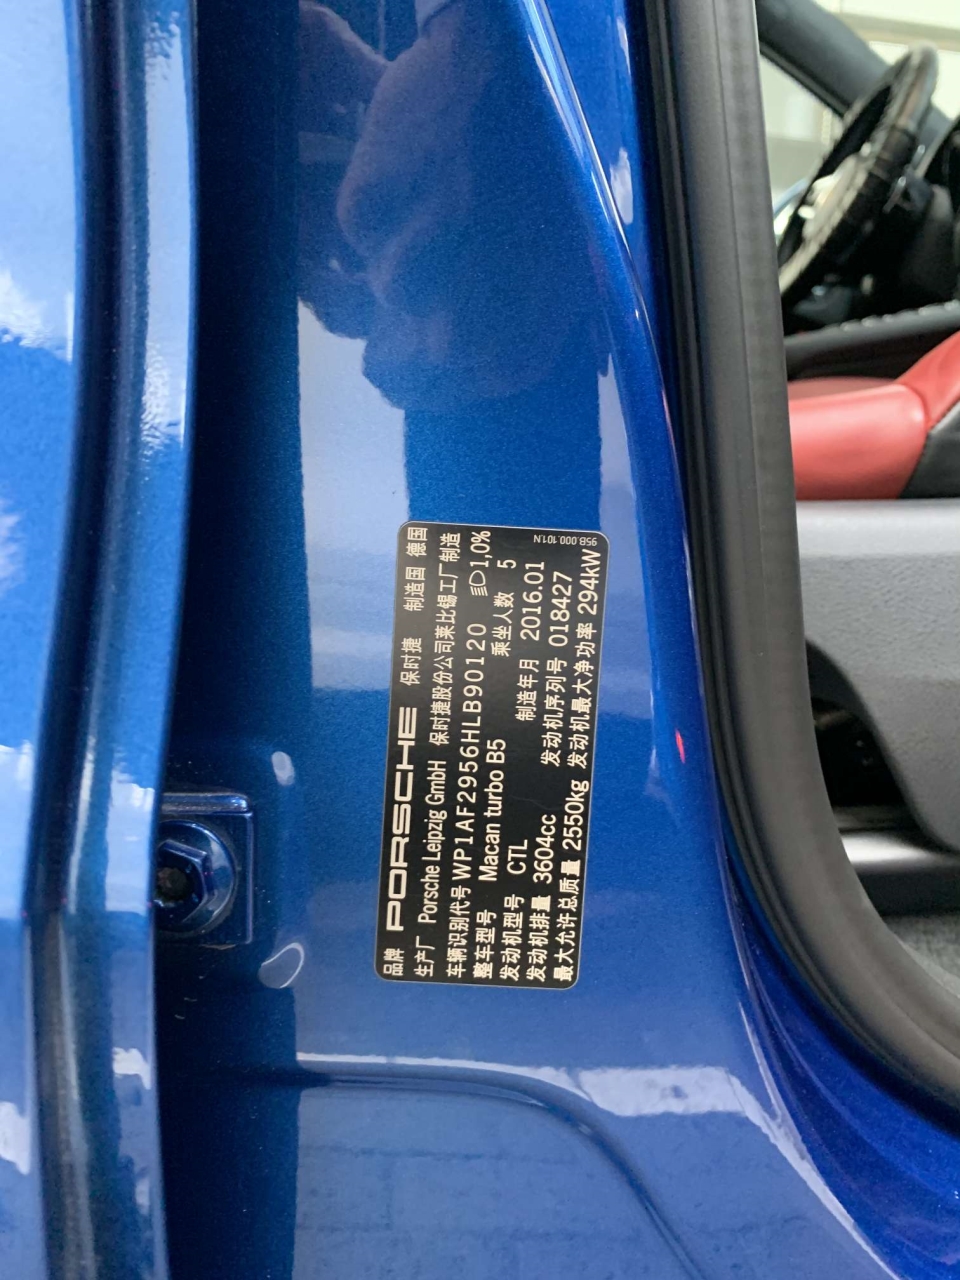 品牌 PORSCHE 保时捷 制造国 德国
生产厂 Porsche Leipzig GmbH 保时捷股份公司莱比锡工厂制造
车辆识别代号 WP1AF2956HLB90120 1,0%
整车型号 Macan turbo B5 乘坐人数 5
发动机型号 CTL 制造年月 2016.01
发动机排量 3604cc 发动机序列号 018427
最大允许总质量 2550kg 发动机最大净功率 294kW
95B.000.101.N